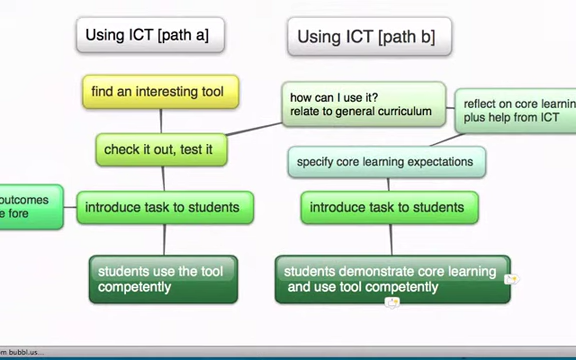 Using ICT [path a]
Using ICT [path b]
find an interesting tool
how can I use it?
relate to general curriculum
reflect on core learnin
plus help from ICT
check it out, test it
specify core learning expectations
outcomes
e fore
introduce task to students
introduce task to students
students use the tool
competently
students demonstrate core learning
and use tool competently
om bubbl.us...